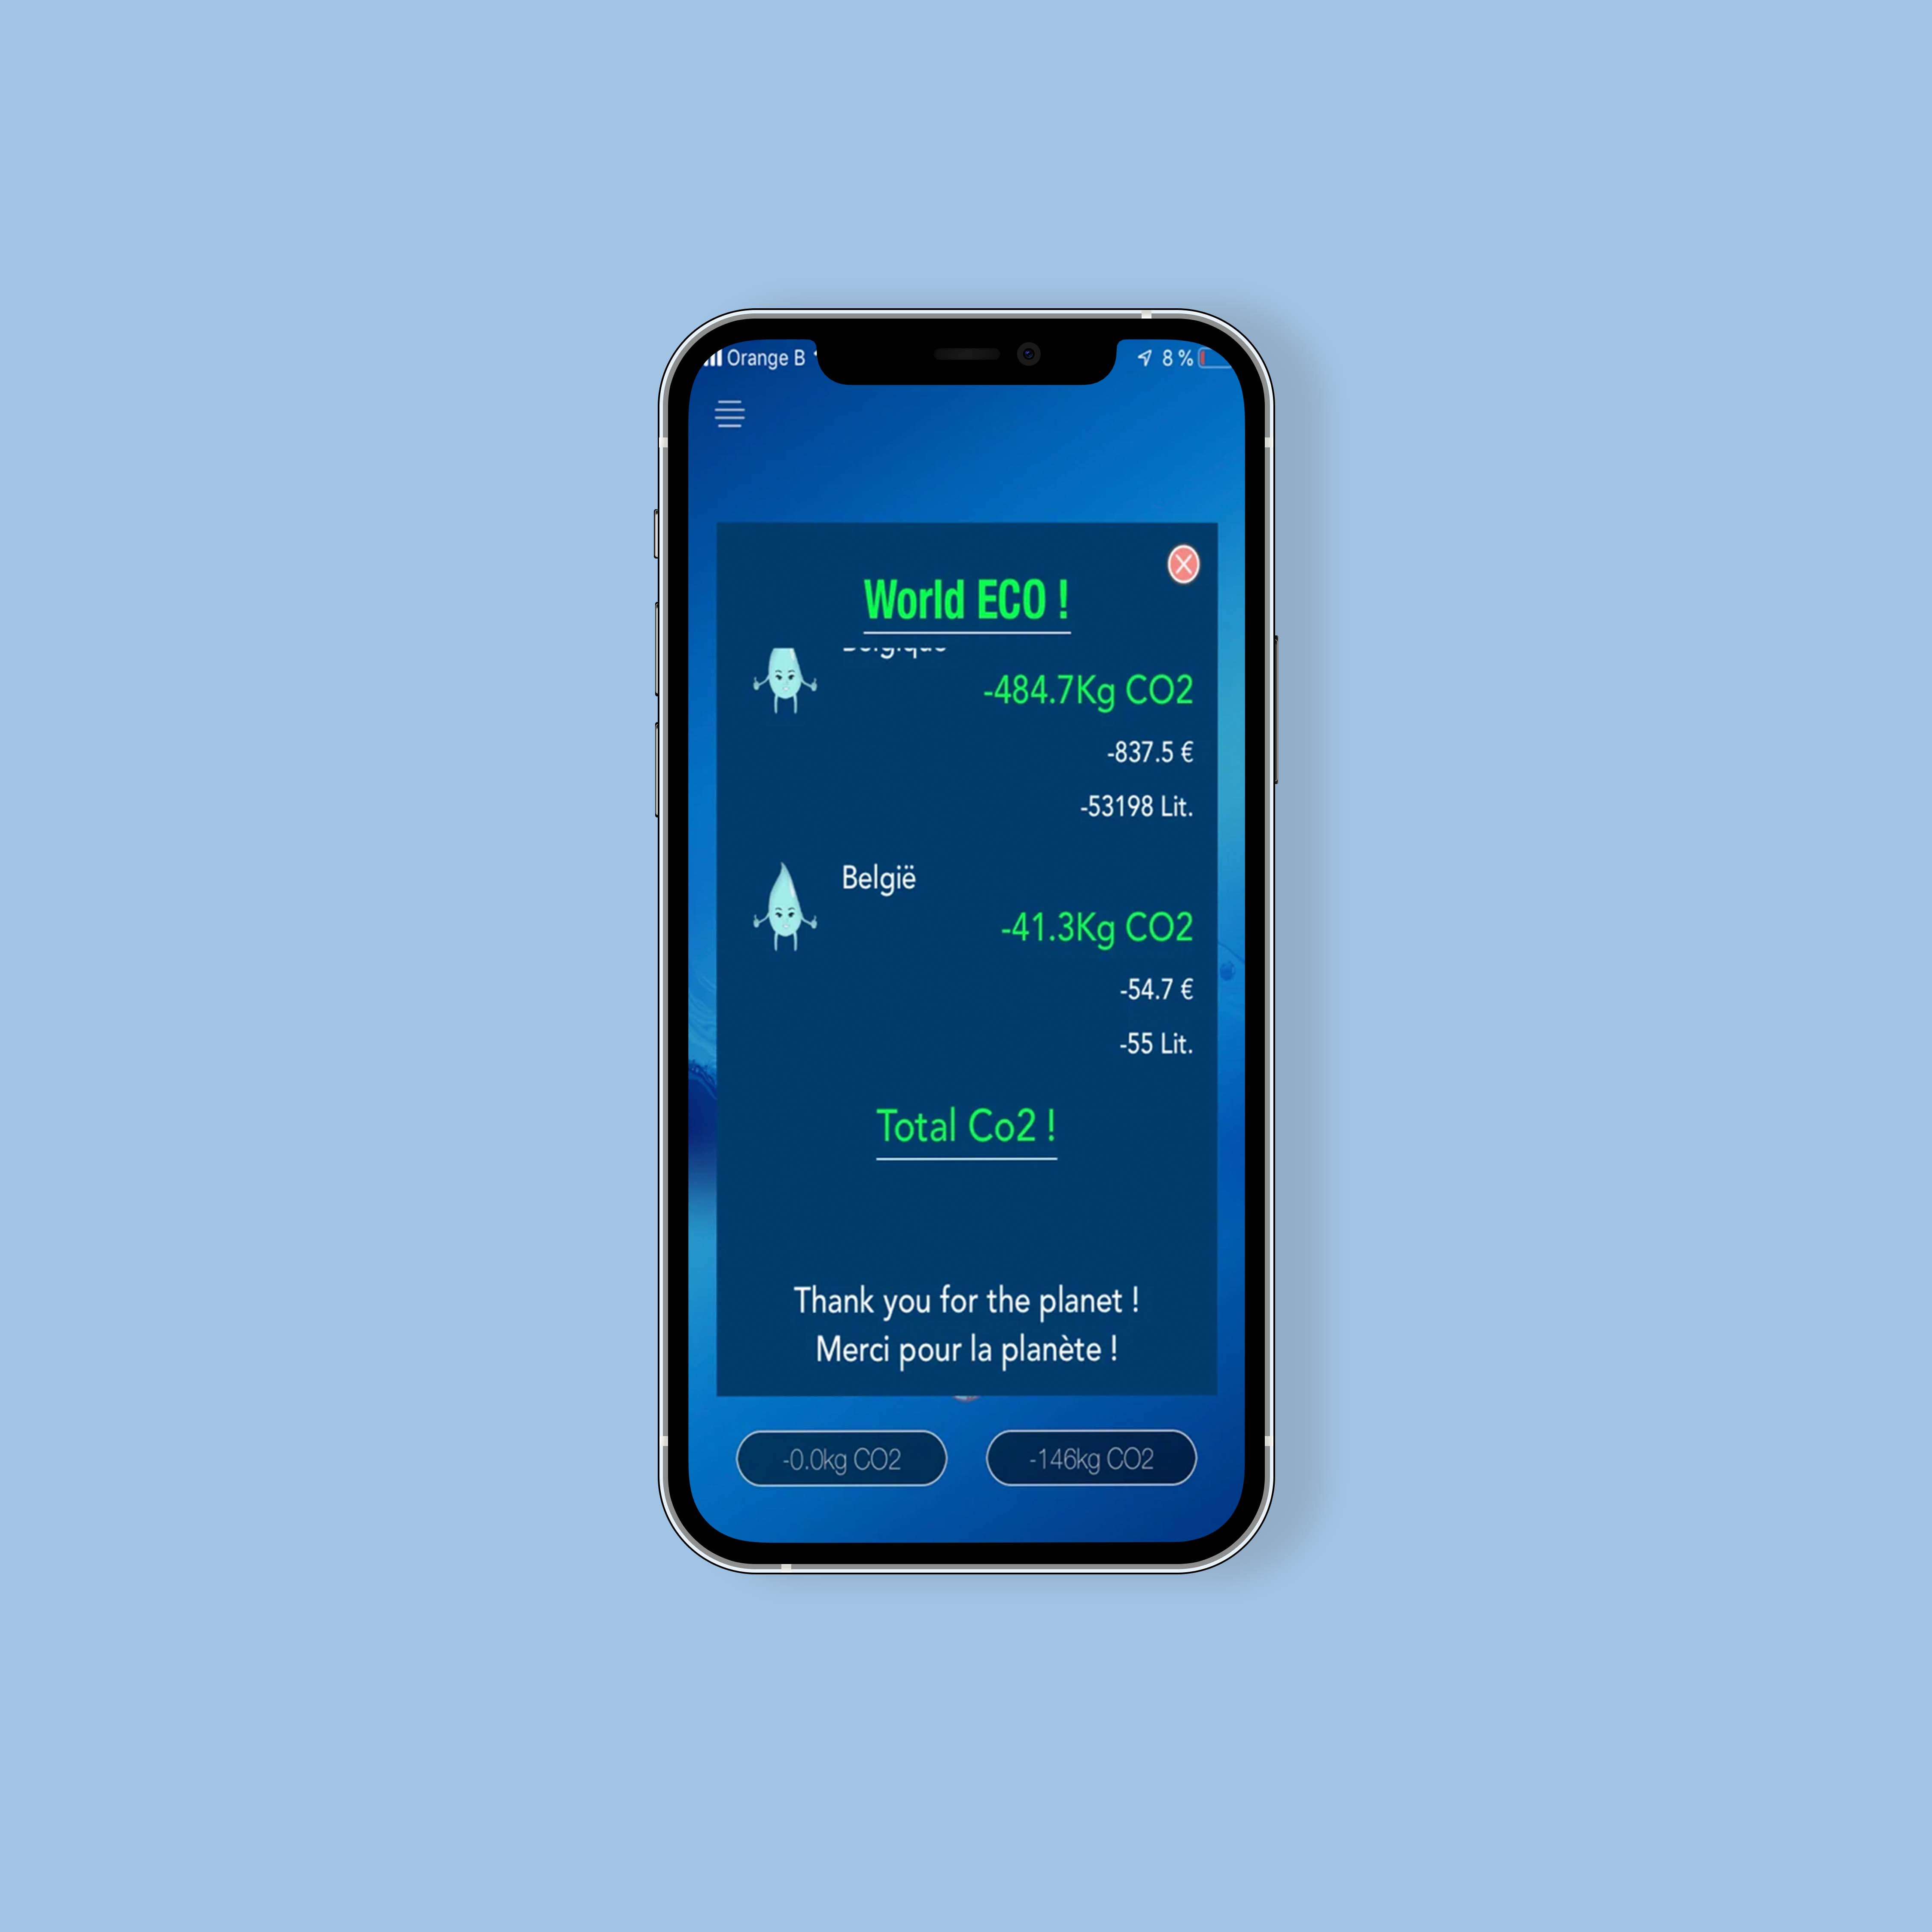 Orange B
8 %
World ECO !
-484.7Kg CO2
-837.5 €
-53198 Lit.
België
-41.3Kg CO2
-54.7 €
-55 Lit.
Total Co2 !
Thank you for the planet !
Merci pour la planète !
-0.0kg CO2
-146kg CO2